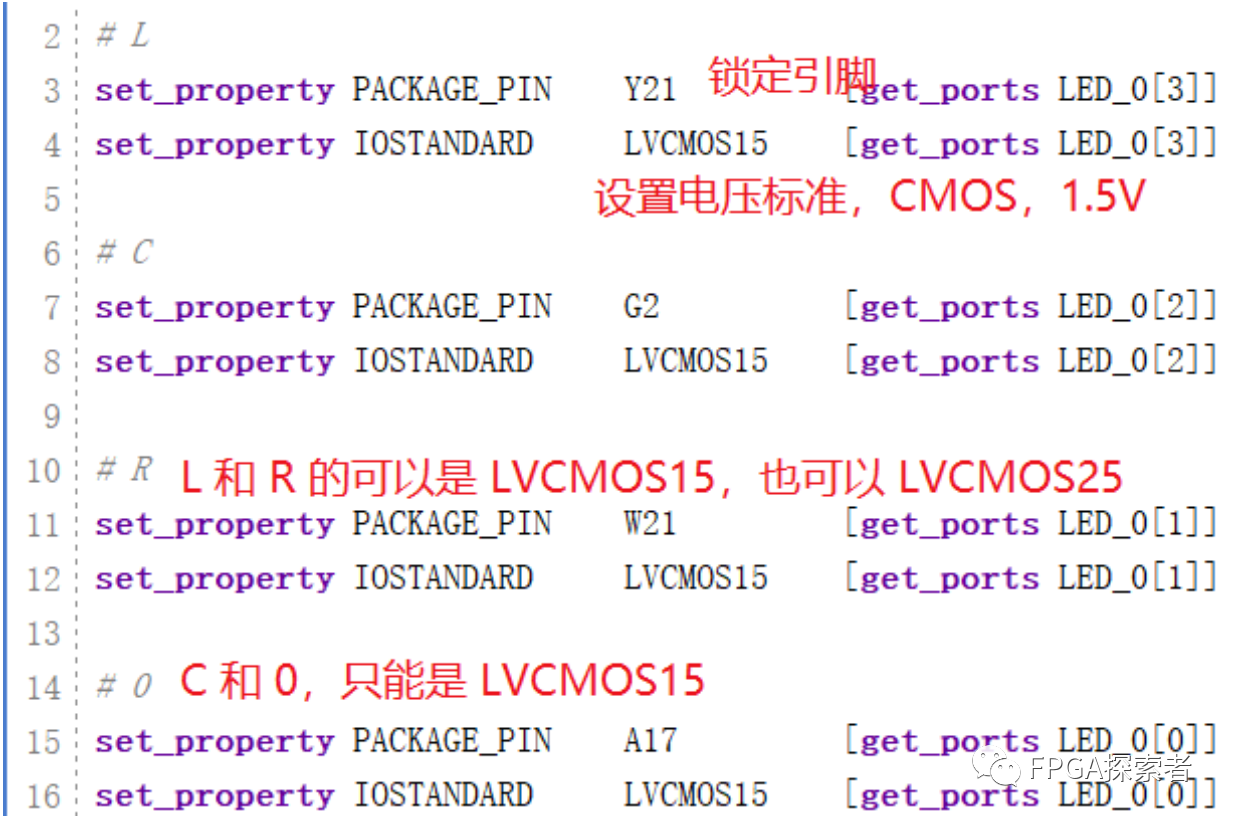 2 # L
3 set_property PACKAGE_PIN Y21 锁定引脚 [get_ports LED_0[3]]
4 set_property IOSTANDARD LVCMOS15 [get_ports LED_0[3]]
5 设置电压标准，CMOS，1.5V
6 # C
7 set_property PACKAGE_PIN G2 [get_ports LED_0[2]]
8 set_property IOSTANDARD LVCMOS15 [get_ports LED_0[2]]
9
10 # R L 和 R 的可以是 LVCMOS15，也可以 LVCMOS25
11 set_property PACKAGE_PIN W21 [get_ports LED_0[1]]
12 set_property IOSTANDARD LVCMOS15 [get_ports LED_0[1]]
13
14 # 0 C 和 0，只能是 LVCMOS15
15 set_property PACKAGE_PIN A17 [get_ports LED_0[0]]
FPGA探索者
16 set_property IOSTANDARD LVCMOS15 [get_ports LED_0[0]]